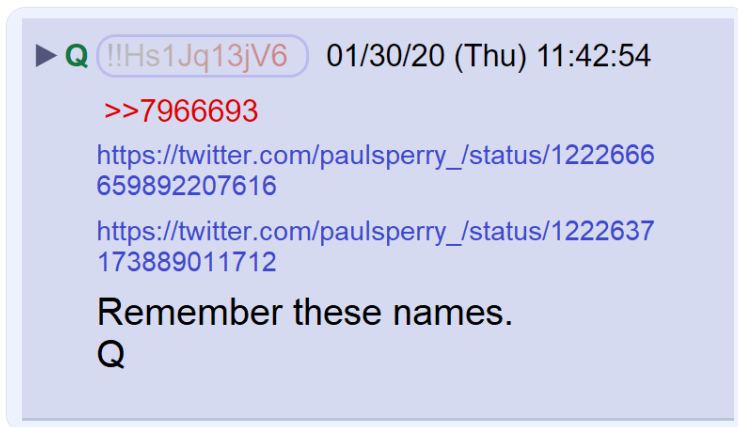 Q !!Hs1Jq13jV6 01/30/20 (Thu) 11:42:54
>>7966693
https://twitter.com/paulsperry_/status/1222666
659892207616
https://twitter.com/paulsperry_/status/1222637
173889011712
Remember these names.
Q